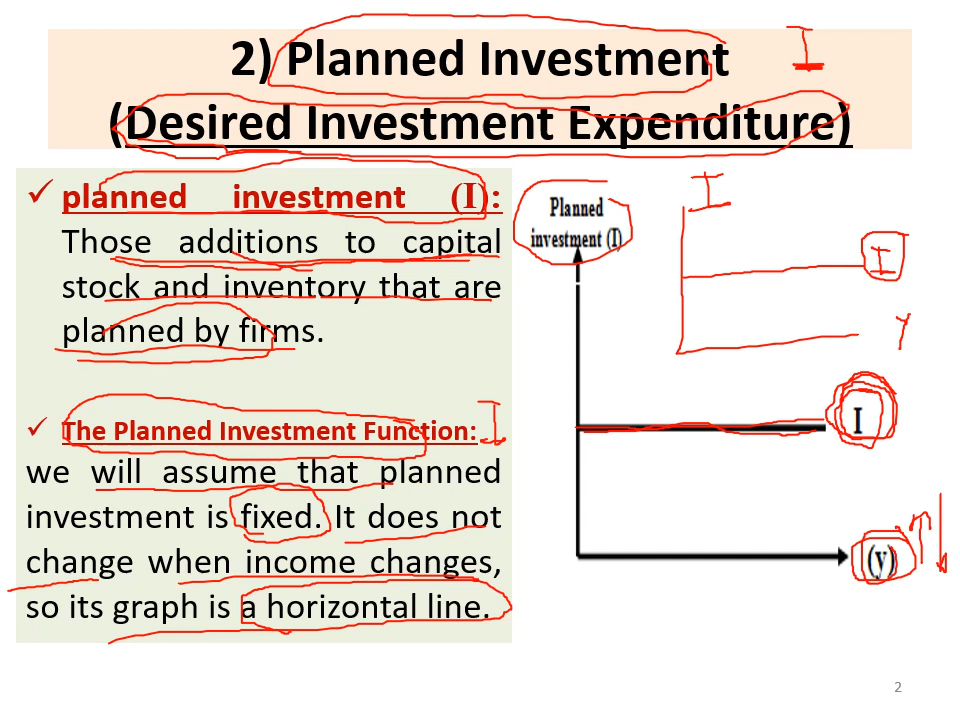 2) Planned Investment
I
(Desired Investment Expenditure)
✓ planned investment (I):
Those additions to capital
stock and inventory that are
planned by firms.
✓ The Planned Investment Function:
I
we will assume that planned
investment is fixed. It does not
change when income changes,
so its graph is a horizontal line.
Planned
investment (I)
I
I
Y
I
(y)
2